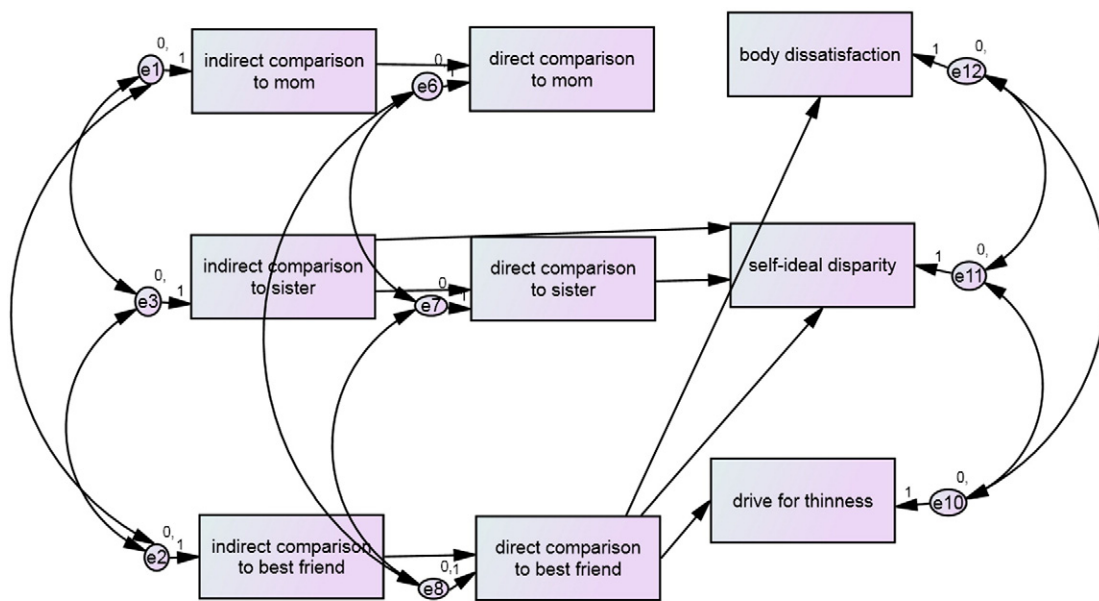 0,
e1
1
indirect comparison
to mom
0,
e6
1
direct comparison
to mom
body dissatisfaction
1
0,
e12
0,
e3
1
indirect comparison
to sister
0,
e7
1
direct comparison
to sister
self-ideal disparity
1
0,
e11
0,
e2
1
indirect comparison
to best friend
0,
e8
1
direct comparison
to best friend
drive for thinness
1
0,
e10